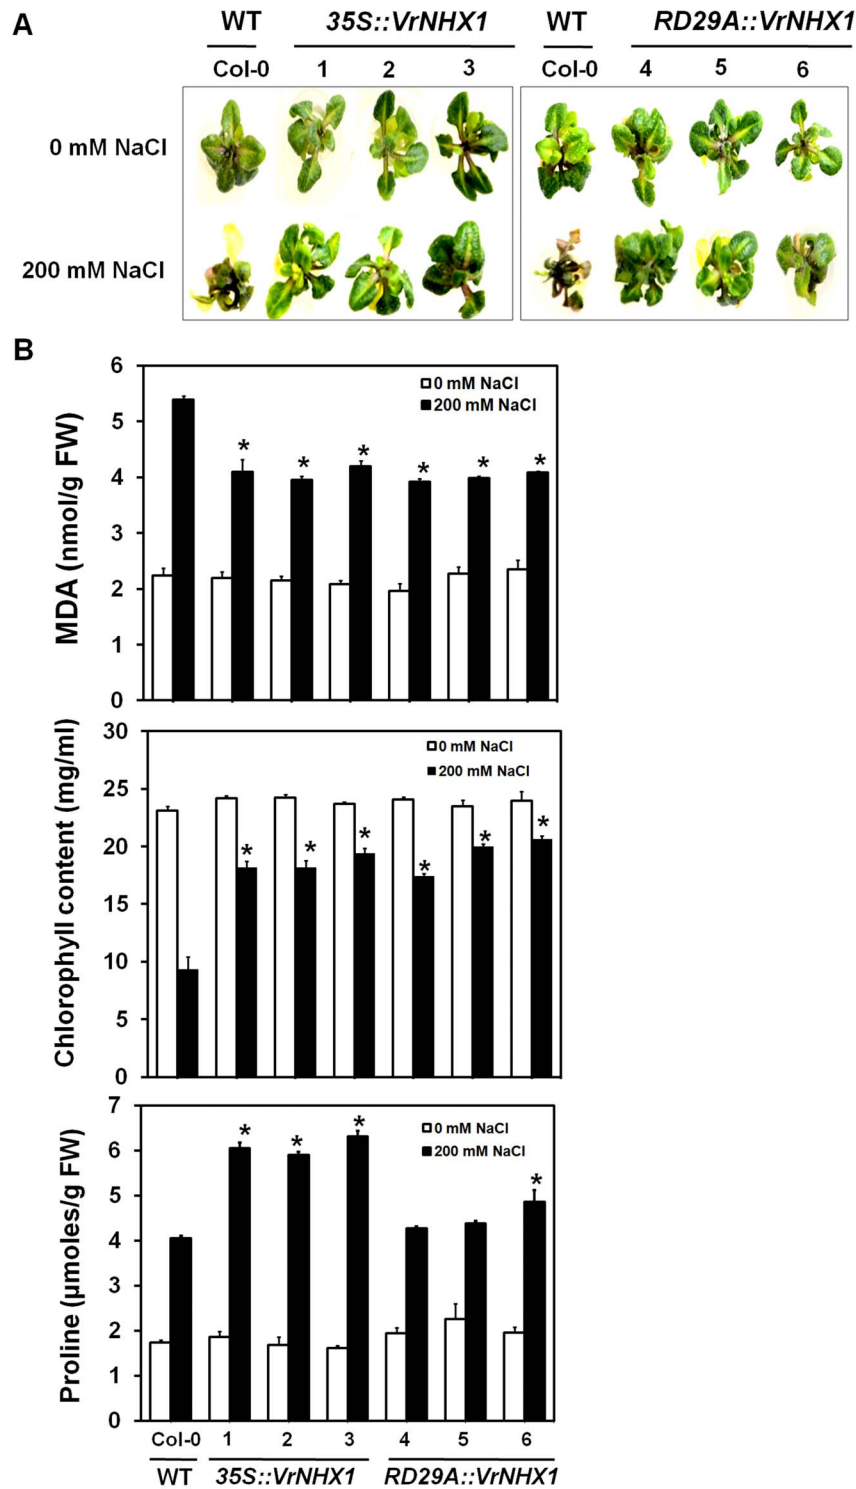 A
WT 35S::VrNHX1 WT RD29A::VrNHX1
Col-0 1 2 3 Col-0 4 5 6
0 mM NaCl
200 mM NaCl
B
MDA (nmol/g FW)
6
5
4
3
2
1
0
0 mM NaCl
200 mM NaCl
* * * * * *
Chlorophyll content (mg/ml)
30
25
20
15
10
5
0
0 mM NaCl
200 mM NaCl
* * * * * *
Proline (µmoles/g FW)
7
6
5
4
3
2
1
0
0 mM NaCl
200 mM NaCl
* * * *
Col-0 1 2 3 4 5 6
WT 35S::VrNHX1 RD29A::VrNHX1